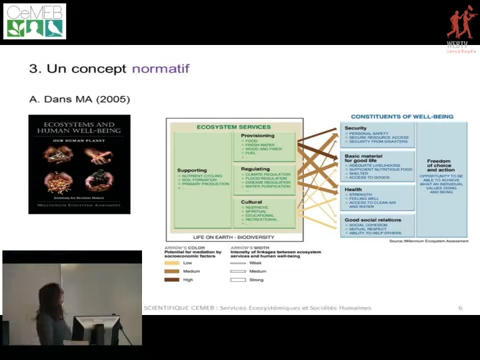 CeMEB
WEBTV
3. Un concept normatif
A. Dans MA (2005)
ECOSYSTEMS AND
HUMAN WELL-BEING
OUR HUMAN PLANET
ECOSYSTEM SERVICES
Supporting
NUTRIENT CYCLING
SOIL FORMATION
PRIMARY PRODUCTION
Provisioning
FOOD
FRESH WATER
WOOD AND FIBER
FUEL
Regulating
CLIMATE REGULATION
FLOOD REGULATION
DISEASE REGULATION
WATER PURIFICATION
Cultural
AESTHETIC
SPIRITUAL
EDUCATIONAL
RECREATIONAL
LIFE ON EARTH - BIODIVERSITY
CONSTITUENTS OF WELL-BEING
Security
PERSONAL SAFETY
SECURE RESOURCE ACCESS
SECURITY FROM DISASTERS
Basic material
for good life
ADEQUATE LIVELIHOODS
SUFFICIENT NUTRITIOUS FOOD
SHELTER
ACCESS TO GOODS
Health
STRENGTH
FEELING WELL
ACCESS TO CLEAN AIR
AND WATER
Good social relations
SOCIAL COHESION
MUTUAL RESPECT
ABILITY TO HELP OTHERS
Freedom
of choice
and action
OPPORTUNITY TO BE
ABLE TO ACHIEVE
WHAT AN INDIVIDUAL
VALUES DOING
AND BEING
Source: Millennium Ecosystem Assessment
ARROW'S COLOR
Potential for mediation by
socioeconomic factors
Low
Medium
High
ARROW'S WIDTH
Intensity of linkages between ecosystem
services and human well-being
Weak
Medium
Strong
SCIENTIFIQUE CEMEB : Services Ecosystémiques et Sociétés Humaines
6